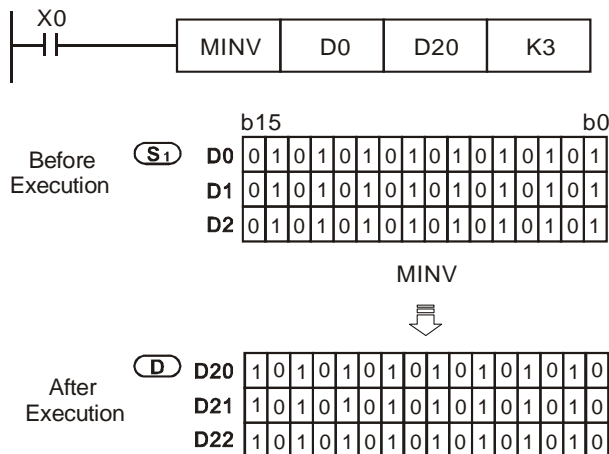 X0
MINV D0 D20 K3
b15 b0
Before Execution
S1
D0 0 1 0 1 0 1 0 1 0 1 0 1 0 1 0 1
D1 0 1 0 1 0 1 0 1 0 1 0 1 0 1 0 1
D2 0 1 0 1 0 1 0 1 0 1 0 1 0 1 0 1
MINV
After Execution
D
D20 1 0 1 0 1 0 1 0 1 0 1 0 1 0 1 0
D21 1 0 1 0 1 0 1 0 1 0 1 0 1 0 1 0
D22 1 0 1 0 1 0 1 0 1 0 1 0 1 0 1 0